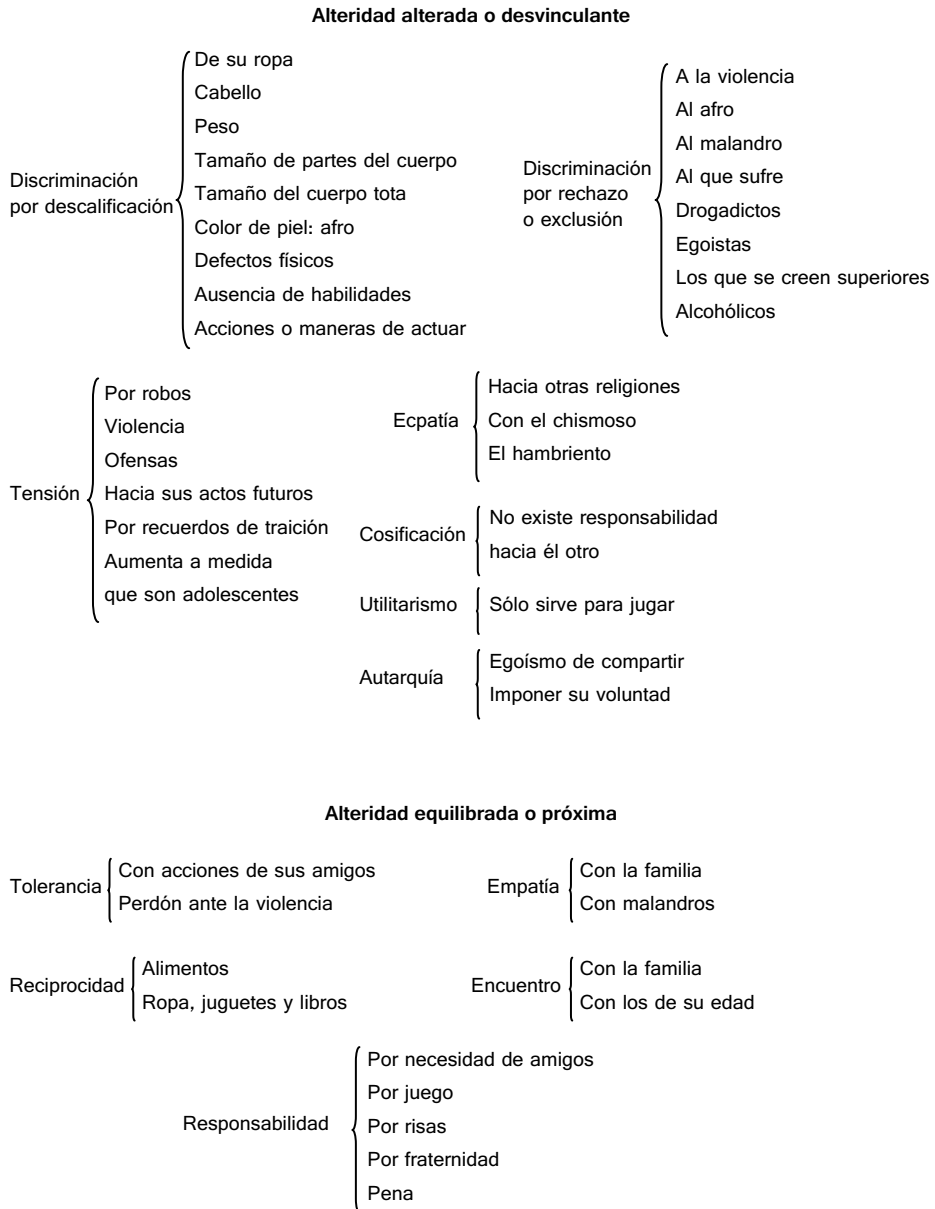 Alteridad alterada o desvinculante
Discriminación
por descalificación
De su ropa
Cabello
Peso
Tamaño de partes del cuerpo
Tamaño del cuerpo tota
Color de piel: afro
Defectos físicos
Ausencia de habilidades
Acciones o maneras de actuar
Discriminación
por rechazo
o exclusión
A la violencia
Al afro
Al malandro
Al que sufre
Drogadictos
Egoistas
Los que se creen superiores
Alcohólicos
Tensión
Por robos
Violencia
Ofensas
Hacia sus actos futuros
Por recuerdos de traición
Aumenta a medida
que son adolescentes
Ecpatía
Hacia otras religiones
Con el chismoso
El hambriento
Cosificación
No existe responsabilidad
hacia él otro
Utilitarismo
Sólo sirve para jugar
Autarquía
Egoísmo de compartir
Imponer su voluntad
Alteridad equilibrada o próxima
Tolerancia
Con acciones de sus amigos
Perdón ante la violencia
Empatía
Con la familia
Con malandros
Reciprocidad
Alimentos
Ropa, juguetes y libros
Encuentro
Con la familia
Con los de su edad
Responsabilidad
Por necesidad de amigos
Por juego
Por risas
Por fraternidad
Pena